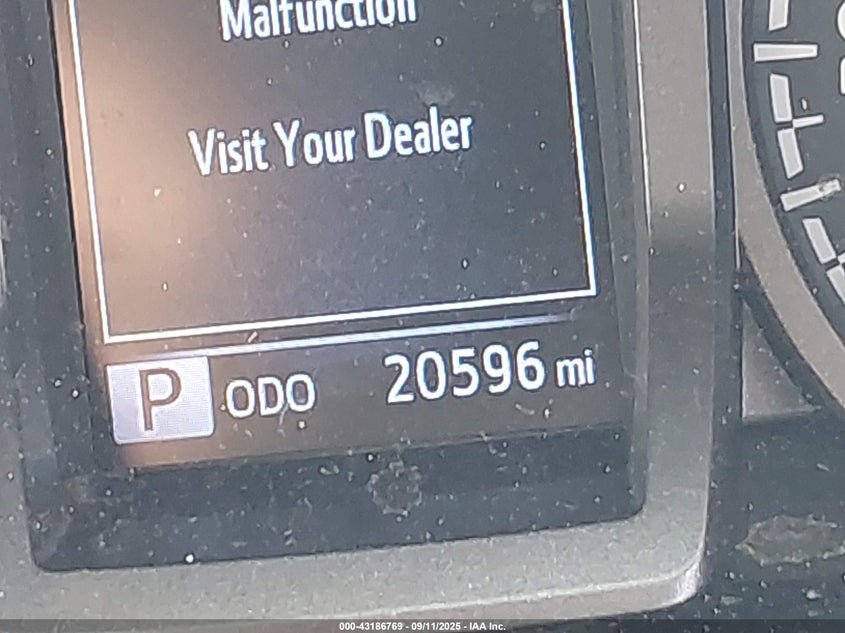 Malfunction
Visit Your Dealer
P ODO 20596 mi
000-43186769 - 09/11/2025 - IAA Inc.